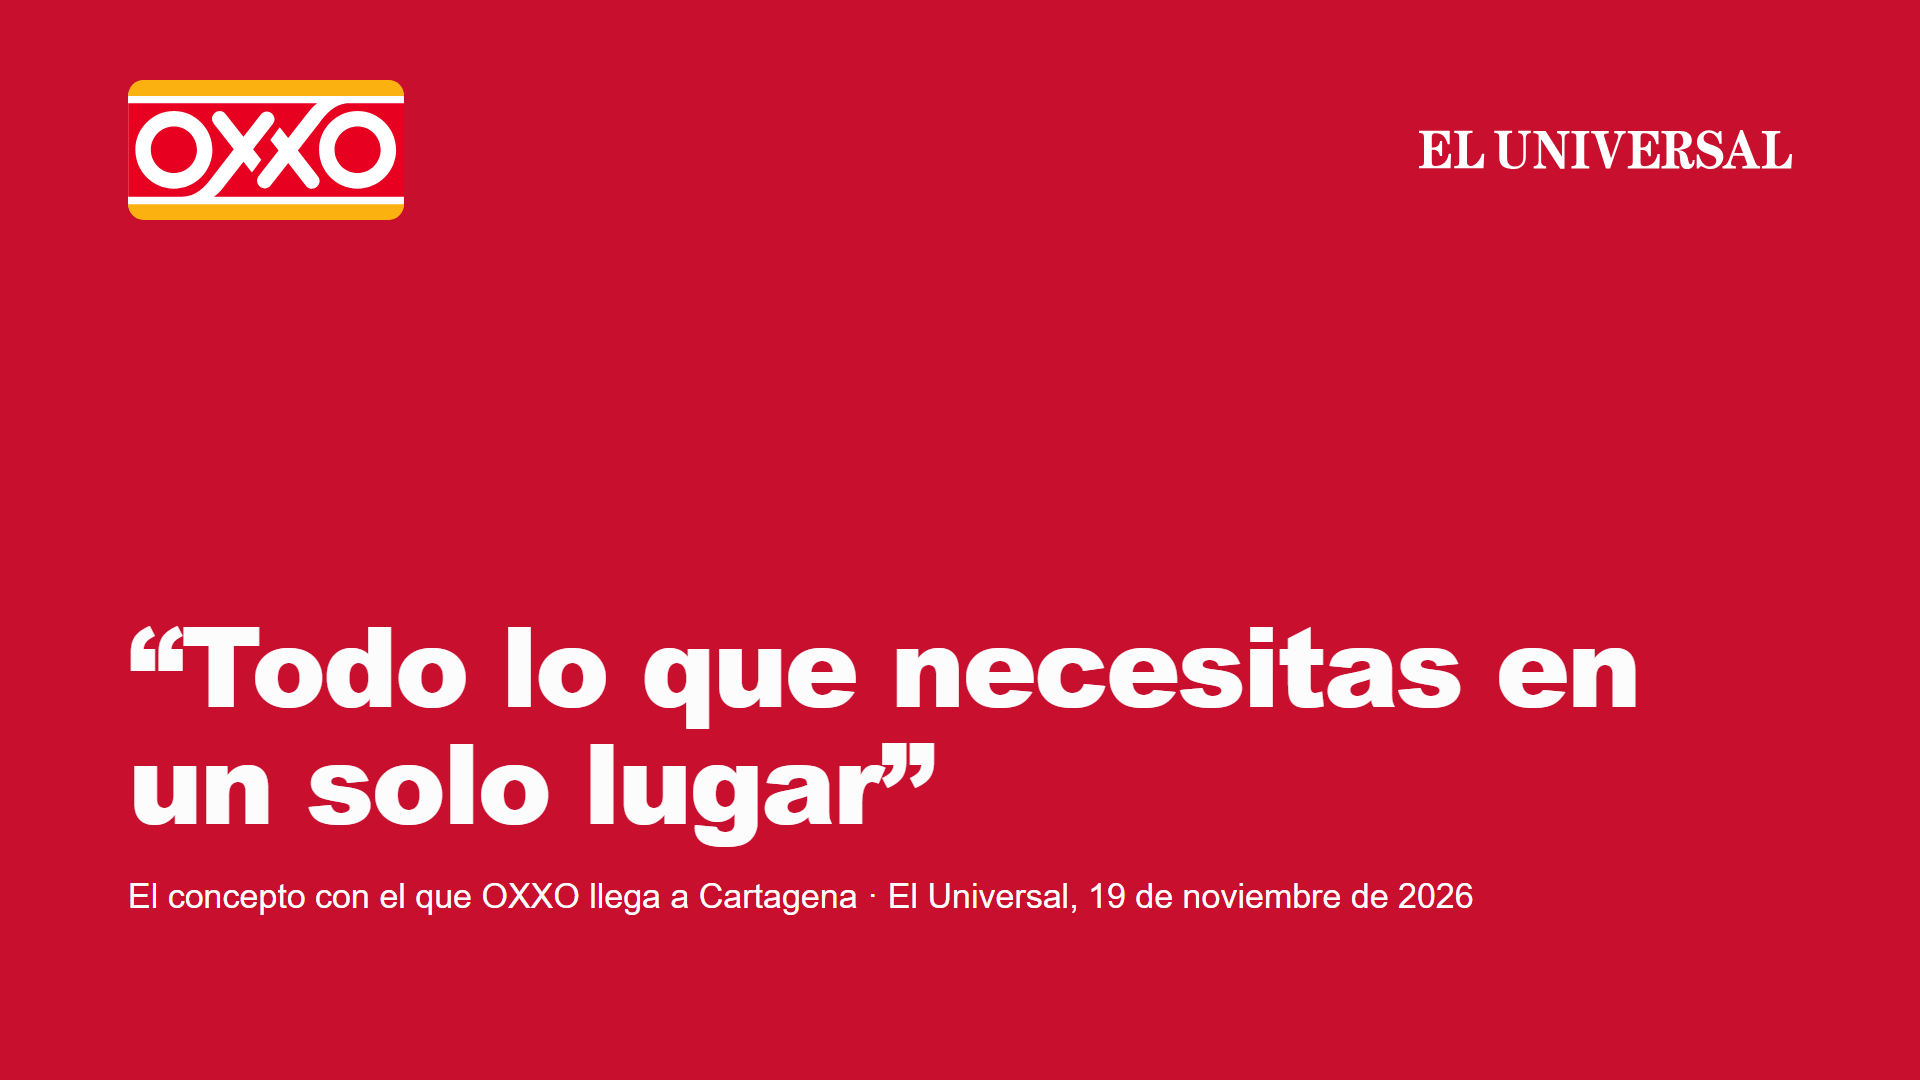 OXXO
EL UNIVERSAL
“Todo lo que necesitas en
un solo lugar”
El concepto con el que OXXO llega a Cartagena · El Universal, 19 de noviembre de 2026